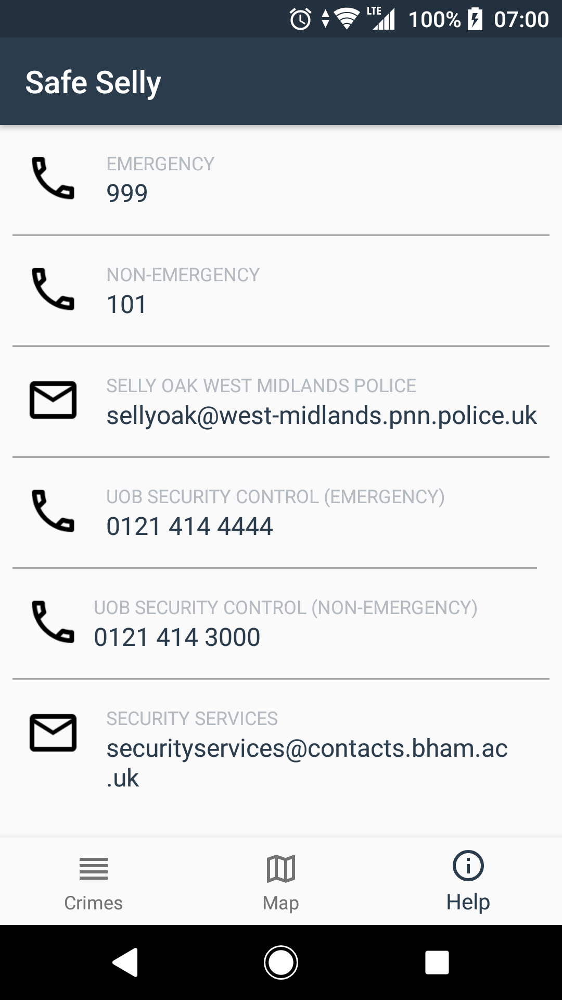 LTE 100% 07:00
Safe Selly
EMERGENCY
999
NON-EMERGENCY
101
SELLY OAK WEST MIDLANDS POLICE
sellyoak@west-midlands.pnn.police.uk
UOB SECURITY CONTROL (EMERGENCY)
0121 414 4444
UOB SECURITY CONTROL (NON-EMERGENCY)
0121 414 3000
SECURITY SERVICES
securityservices@contacts.bham.ac
.uk
Crimes Map Help